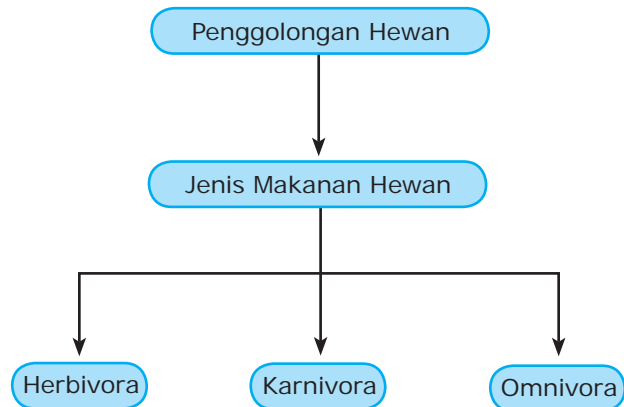 Penggolongan Hewan
Jenis Makanan Hewan
Herbivora
Karnivora
Omnivora